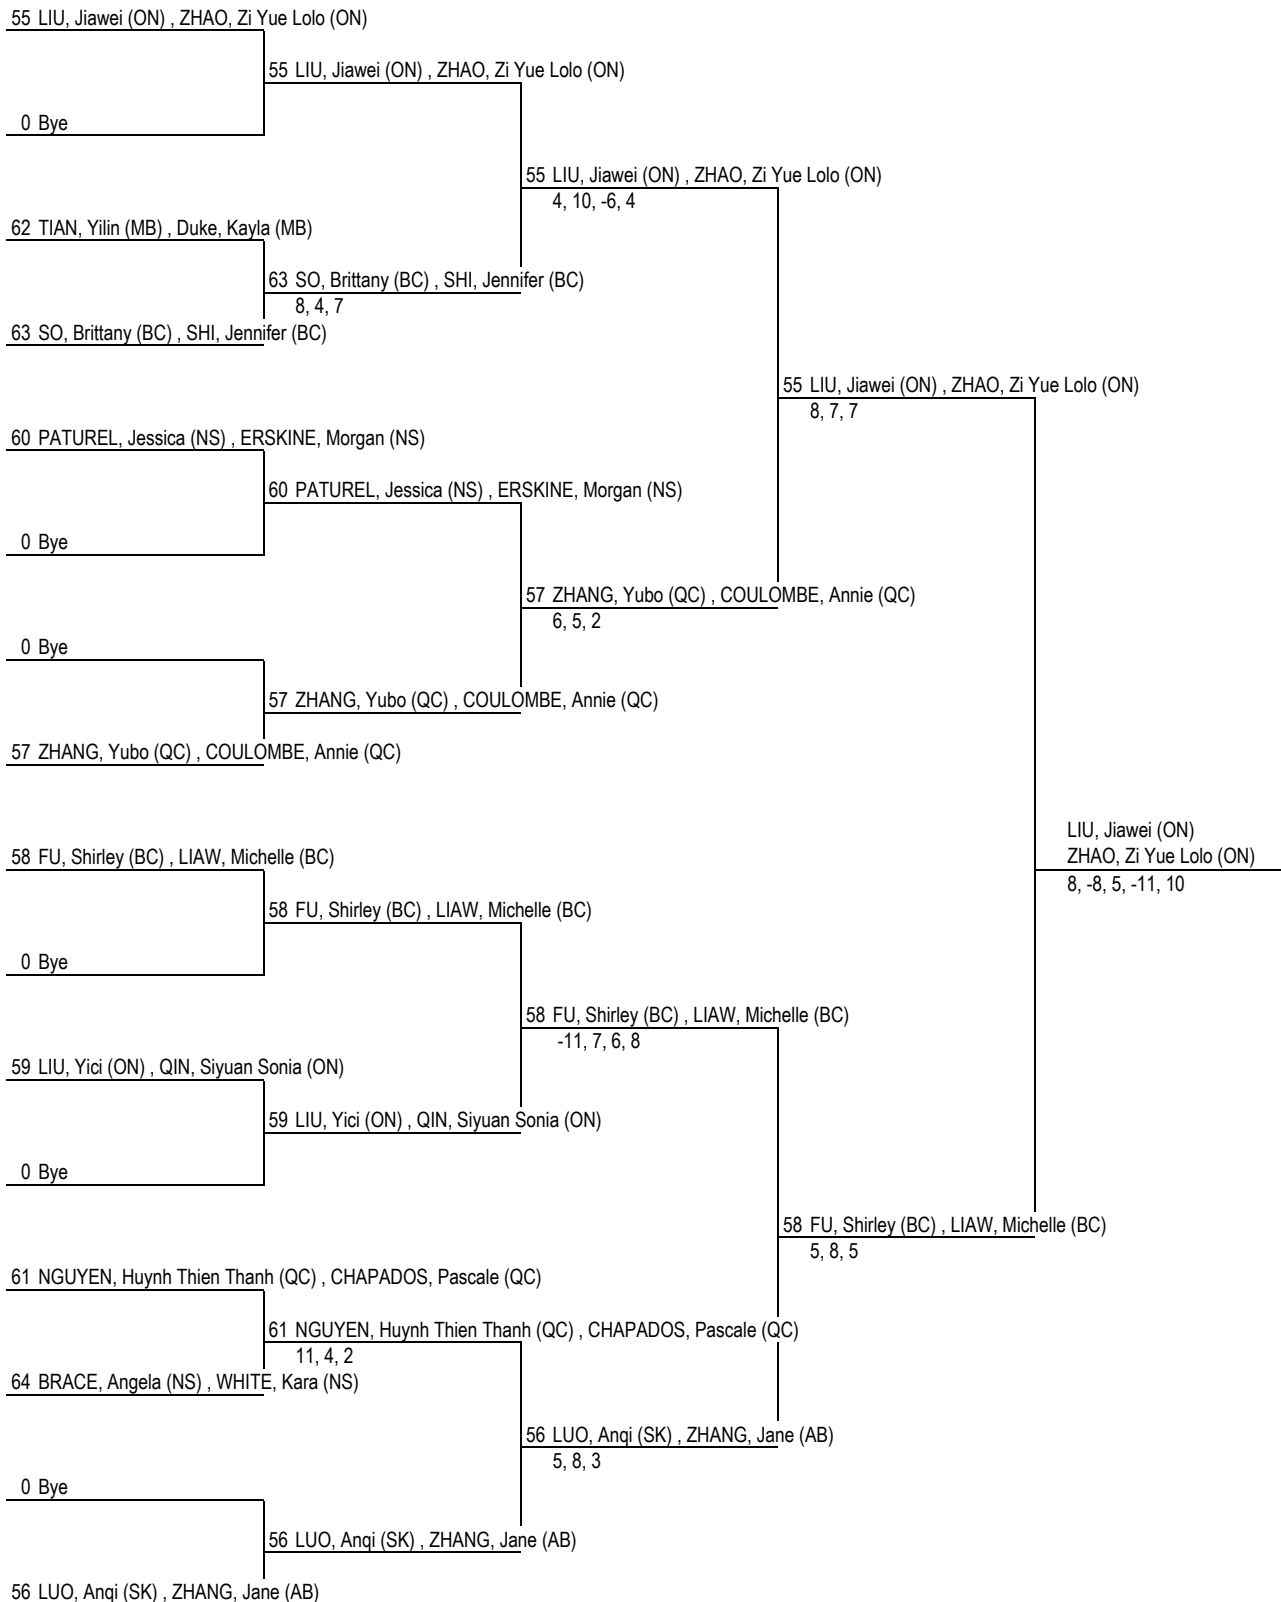 55 LIU, Jiawei (ON) , ZHAO, Zi Yue Lolo (ON)
55 LIU, Jiawei (ON) , ZHAO, Zi Yue Lolo (ON)
0 Bye
55 LIU, Jiawei (ON) , ZHAO, Zi Yue Lolo (ON)
4, 10, -6, 4
62 TIAN, Yilin (MB) , Duke, Kayla (MB)
63 SO, Brittany (BC) , SHI, Jennifer (BC)
8, 4, 7
63 SO, Brittany (BC) , SHI, Jennifer (BC)
55 LIU, Jiawei (ON) , ZHAO, Zi Yue Lolo (ON)
8, 7, 7
60 PATUREL, Jessica (NS) , ERSKINE, Morgan (NS)
60 PATUREL, Jessica (NS) , ERSKINE, Morgan (NS)
0 Bye
57 ZHANG, Yubo (QC) , COULOMBE, Annie (QC)
6, 5, 2
0 Bye
57 ZHANG, Yubo (QC) , COULOMBE, Annie (QC)
57 ZHANG, Yubo (QC) , COULOMBE, Annie (QC)
LIU, Jiawei (ON)
ZHAO, Zi Yue Lolo (ON)
8, -8, 5, -11, 10
58 FU, Shirley (BC) , LIAW, Michelle (BC)
58 FU, Shirley (BC) , LIAW, Michelle (BC)
0 Bye
58 FU, Shirley (BC) , LIAW, Michelle (BC)
-11, 7, 6, 8
59 LIU, Yici (ON) , QIN, Siyuan Sonia (ON)
59 LIU, Yici (ON) , QIN, Siyuan Sonia (ON)
0 Bye
58 FU, Shirley (BC) , LIAW, Michelle (BC)
5, 8, 5
61 NGUYEN, Huynh Thien Thanh (QC) , CHAPADOS, Pascale (QC)
61 NGUYEN, Huynh Thien Thanh (QC) , CHAPADOS, Pascale (QC)
11, 4, 2
64 BRACE, Angela (NS) , WHITE, Kara (NS)
56 LUO, Anqi (SK) , ZHANG, Jane (AB)
5, 8, 3
0 Bye
56 LUO, Anqi (SK) , ZHANG, Jane (AB)
56 LUO, Anqi (SK) , ZHANG, Jane (AB)